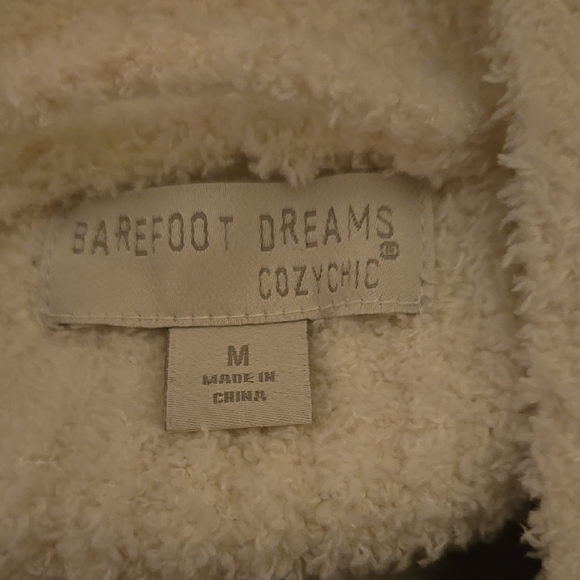 BAREFOOT DREAMS
COZYCHIC®
M
MADE IN
CHINA